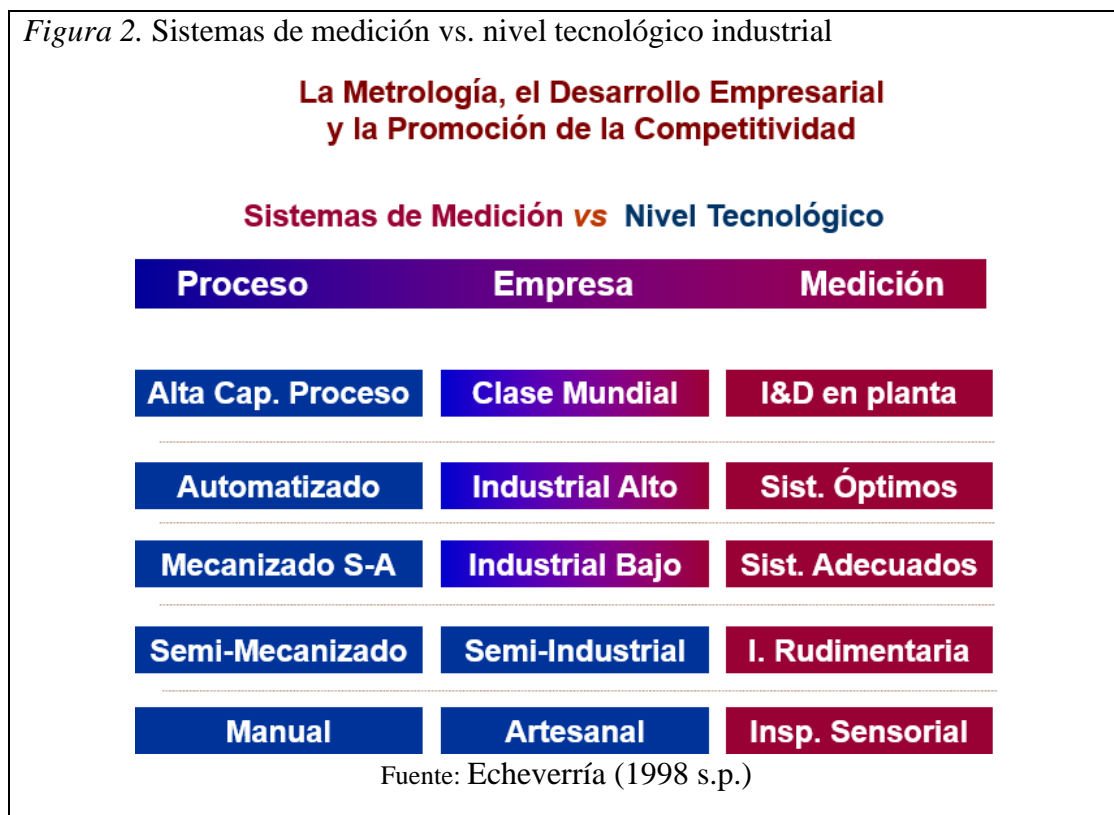 Figura 2. Sistemas de medición vs. nivel tecnológico industrial
La Metrología, el Desarrollo Empresarial
y la Promoción de la Competitividad
Sistemas de Medición vs Nivel Tecnológico
Proceso Empresa Medición
Alta Cap. Proceso Clase Mundial I&D en planta
Automatizado Industrial Alto Sist. Óptimos
Mecanizado S-A Industrial Bajo Sist. Adecuados
Semi-Mecanizado Semi-Industrial I. Rudimentaria
Manual Artesanal Insp. Sensorial
Fuente: Echeverría (1998 s.p.)